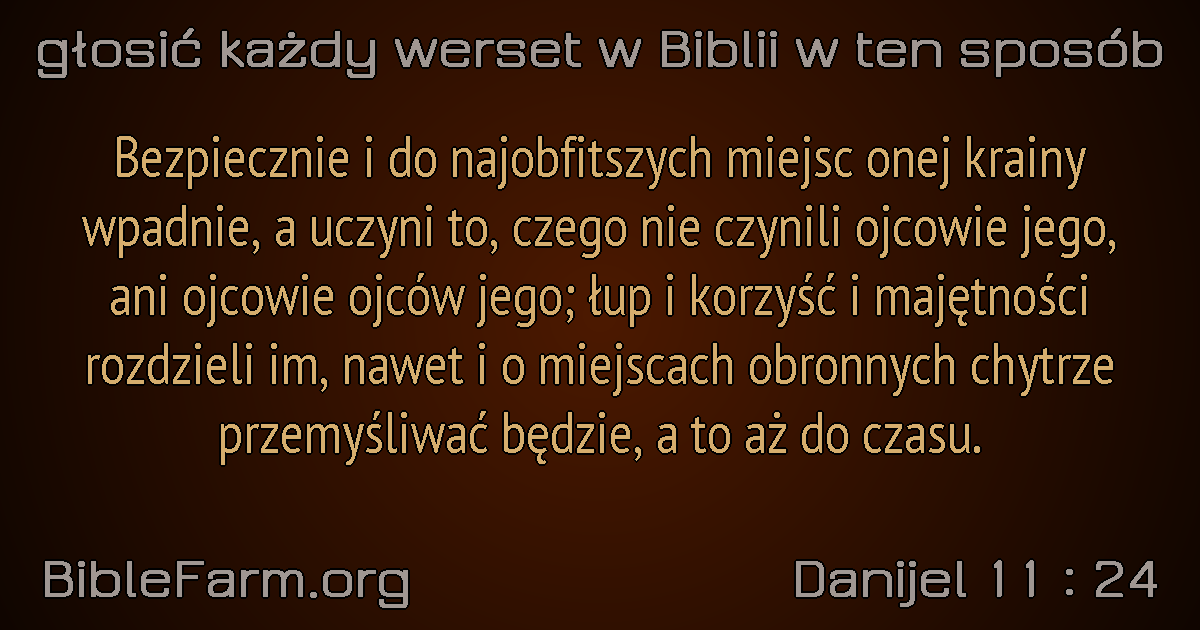 głosić każdy werset w Biblii w ten sposób
Bezpiecznie i do najobfitszych miejsc onej krainy
wpadnie, a uczyni to, czego nie czynili ojcowie jego,
ani ojcowie ojców jego; łup i korzyść i majętności
rozdzieli im, nawet i o miejscach obronnych chytrze
przemyśliwać będzie, a to aż do czasu.
BibleFarm.org
Danijel 11 : 24